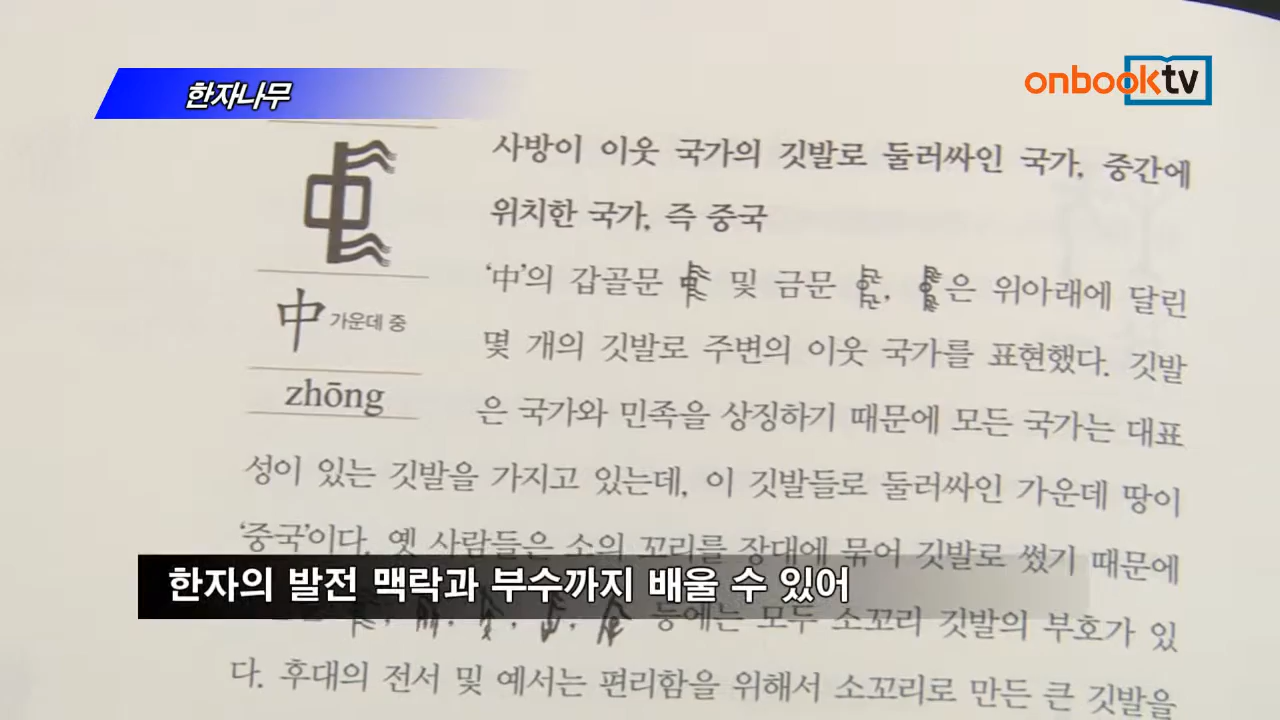 한자나무
onbooktv
사방이 이웃 국가의 깃발로 둘러싸인 국가, 중간에
위치한 국가, 즉 중국
'中'의 갑골문 및 금문 , 은 위아래에 달린
中 가운데 중
몇 개의 깃발로 주변의 이웃 국가를 표현했다. 깃발
zhōng
은 국가와 민족을 상징하기 때문에 모든 국가는 대표
성이 있는 깃발을 가지고 있는데, 이 깃발들로 둘러싸인 가운데 땅이
'중국'이다. 옛 사람들은 소의 꼬리를 장대에 묶어 깃발로 썼기 때문에
한자의 발전 맥락과 부수까지 배울 수 있어
등에는 모두 소꼬리 깃발의 부호가 있
다. 후대의 전서 및 예서는 편리함을 위해서 소꼬리로 만든 큰 깃발을